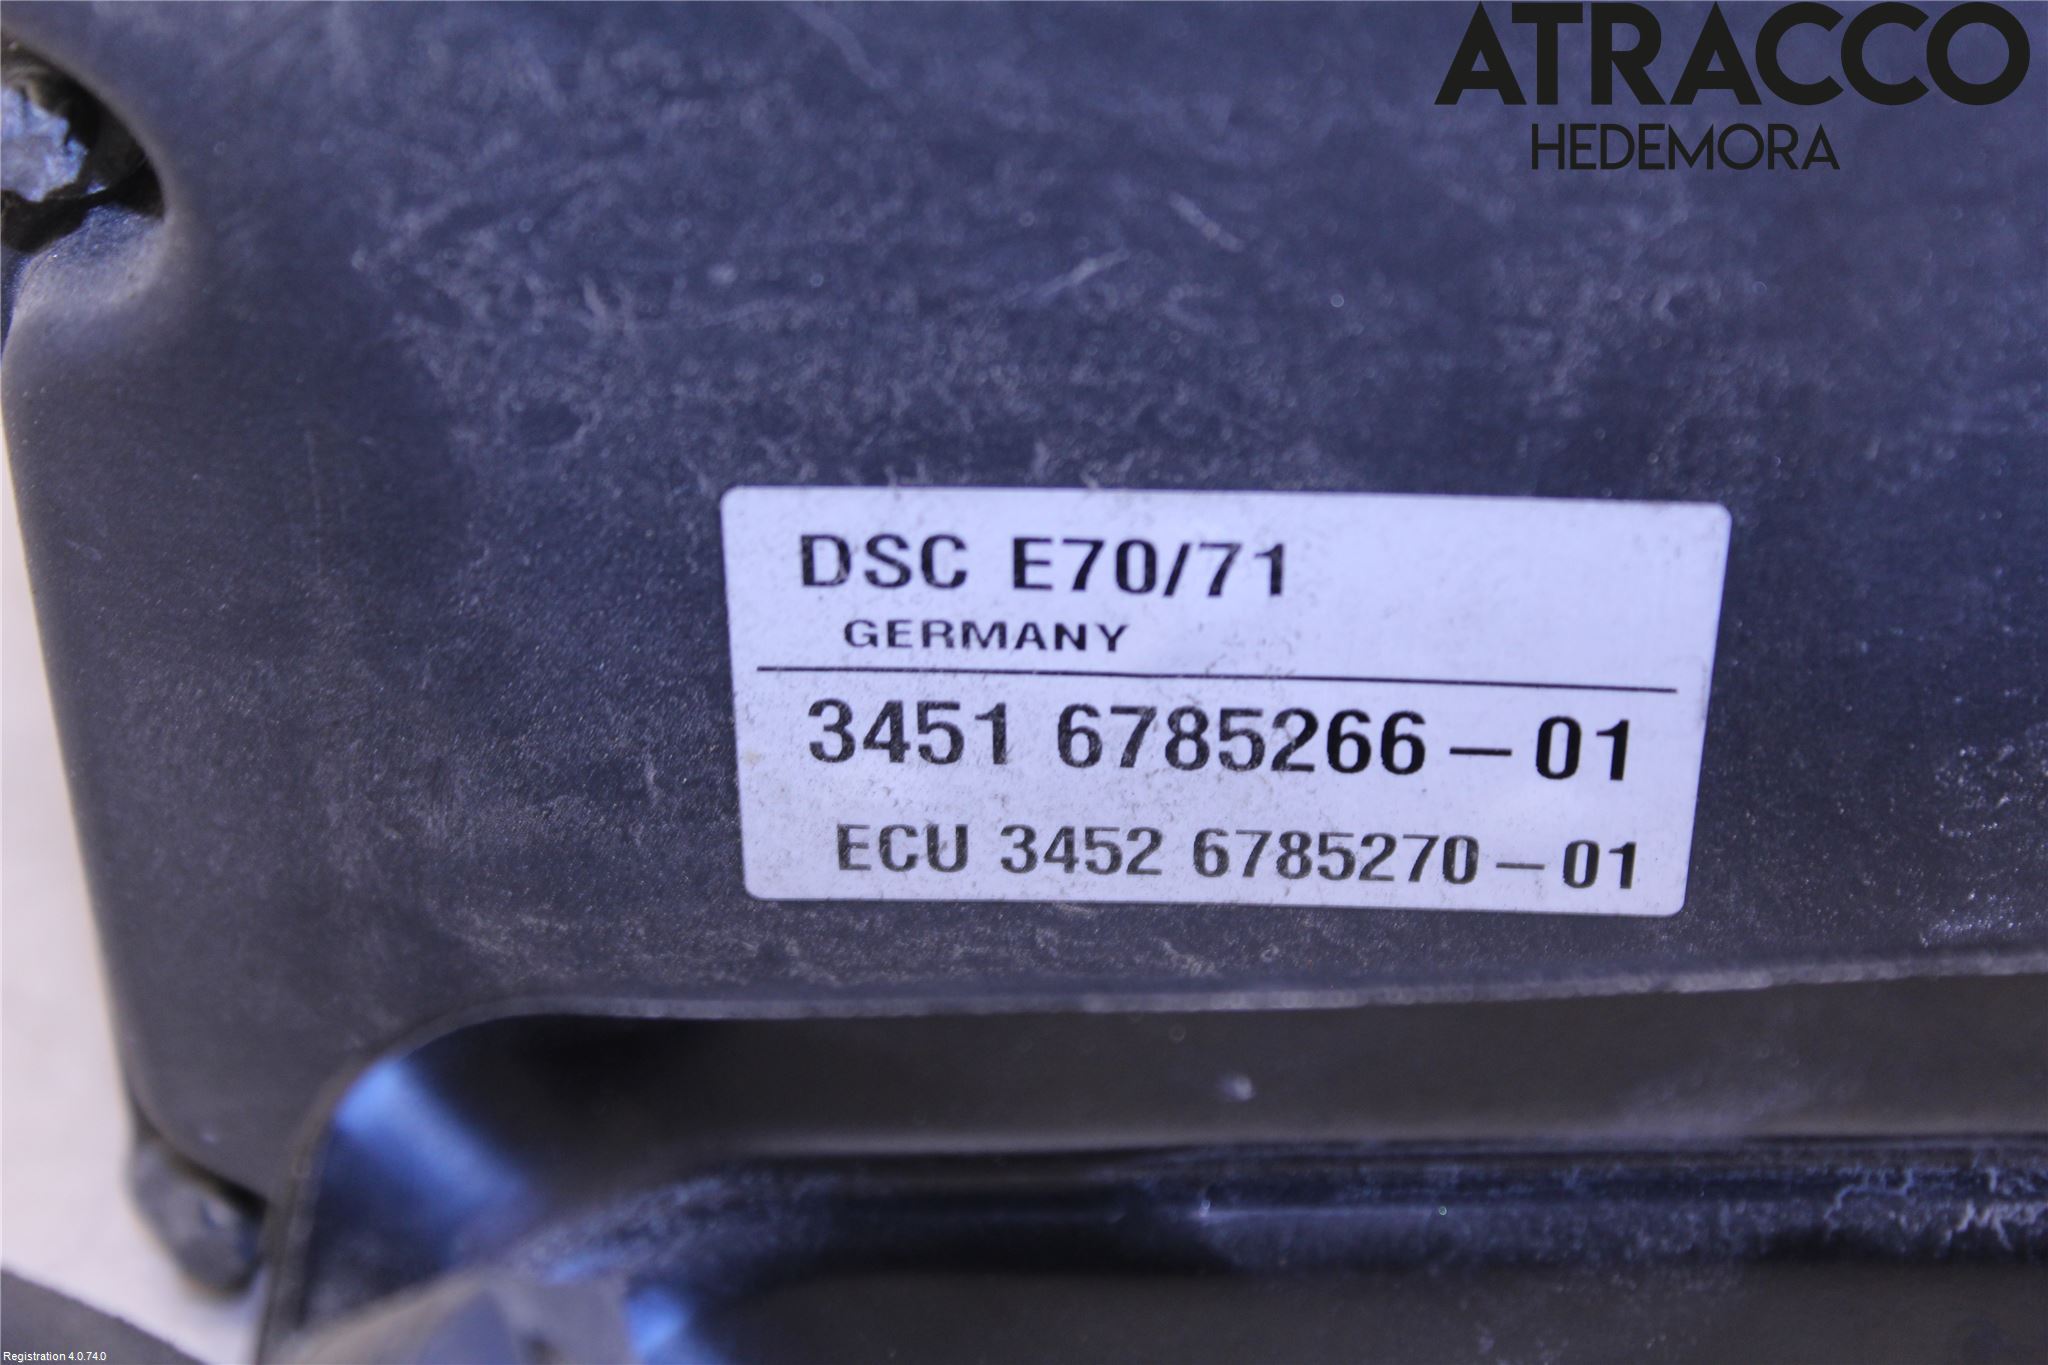 ATRACCO
HEDEMORA
DSC E70/71
GERMANY
3451 6785266-01
ECU 3452 6785270-01
Registration 4.0.74.0